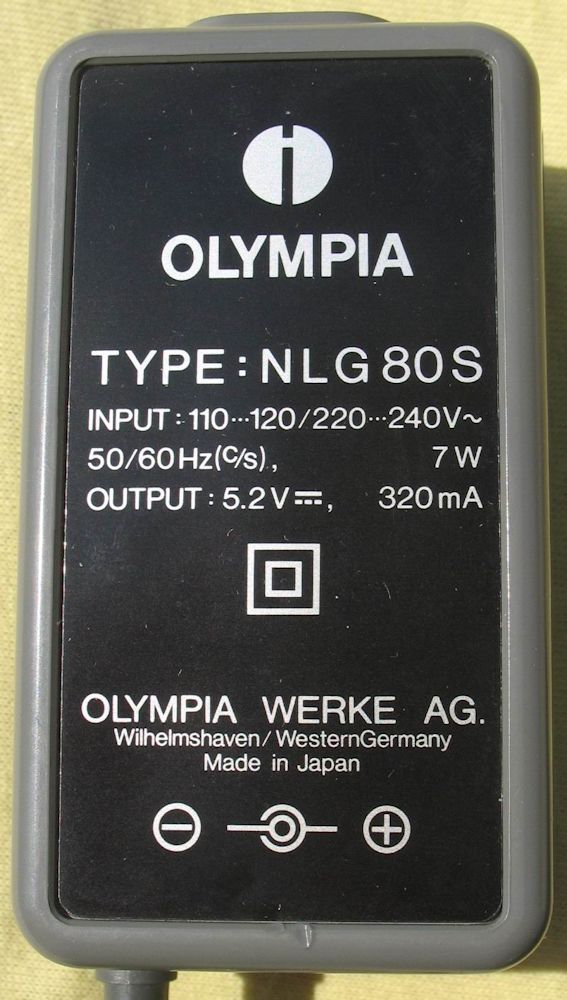 OLYMPIA
TYPE: NLG 80 S
INPUT: 110···120/220···240V~
50/60 Hz(c/s), 7 W
OUTPUT: 5.2 V⎓, 320 mA
OLYMPIA WERKE AG.
Wilhelmshaven/WesternGermany
Made in Japan